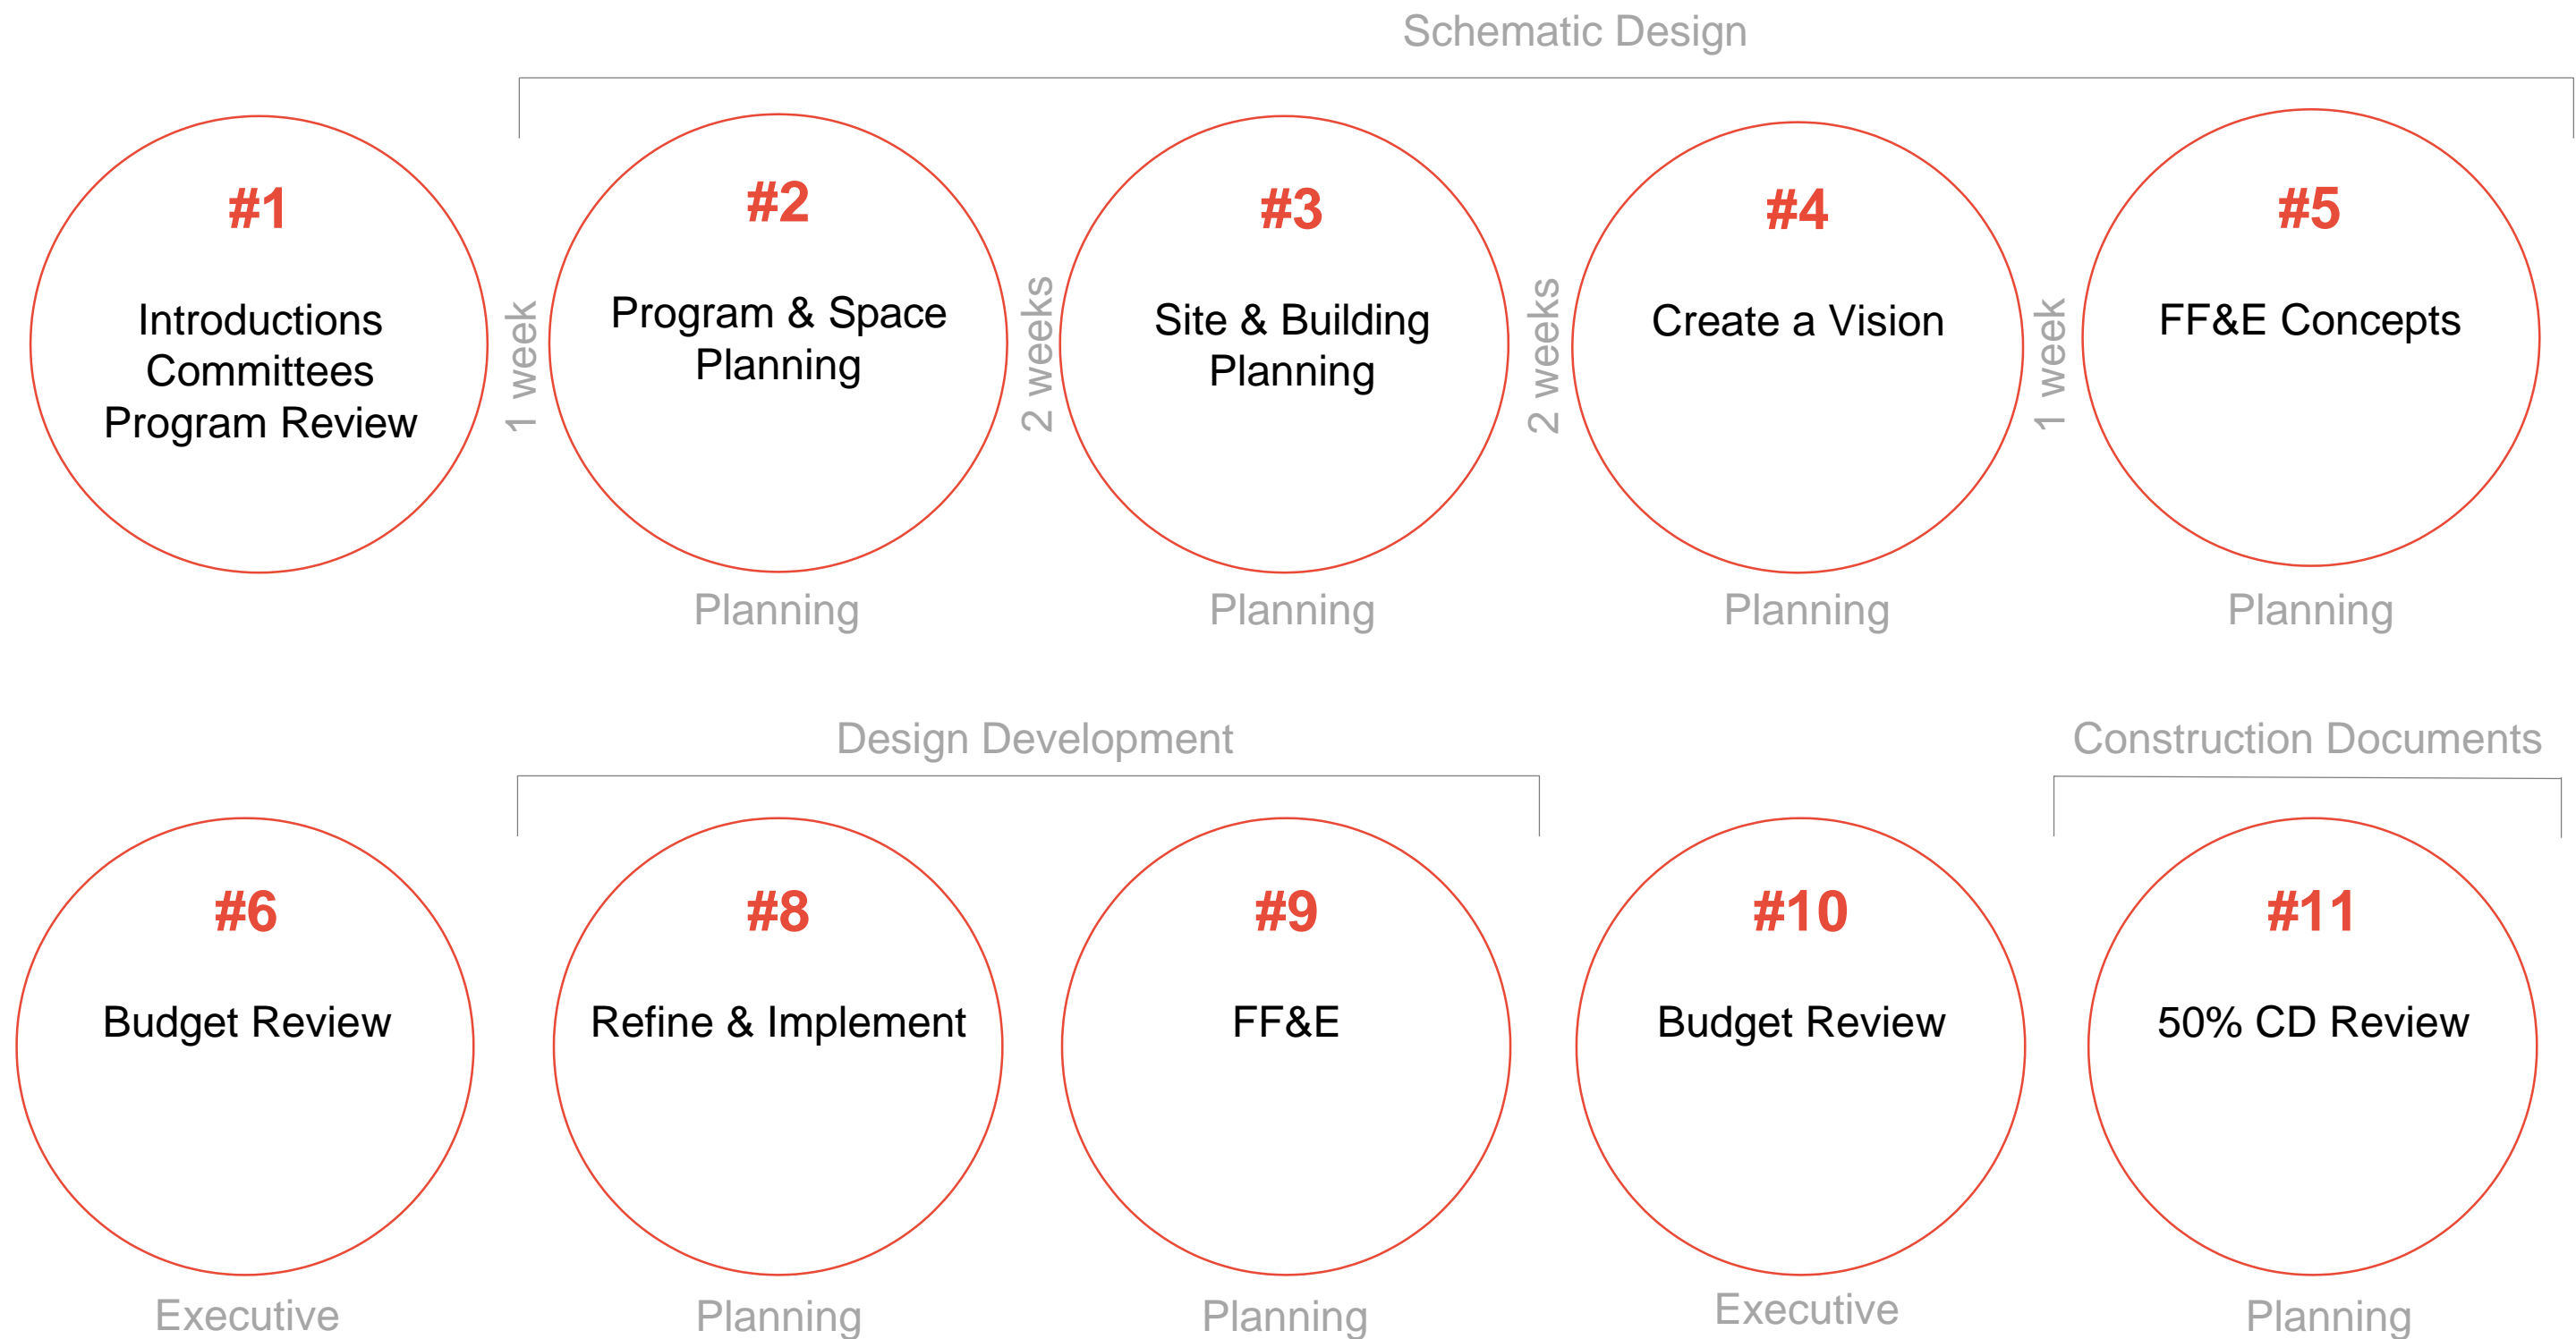 Schematic Design
#1
Introductions
Committees
Program Review
1 week
#2
Program & Space
Planning
2 weeks
#3
Site & Building
Planning
2 weeks
#4
Create a Vision
1 week
#5
FF&E Concepts
Planning
Planning
Planning
Planning
Design Development
Construction Documents
#6
Budget Review
#8
Refine & Implement
#9
FF&E
#10
Budget Review
#11
50% CD Review
Executive
Planning
Planning
Executive
Planning